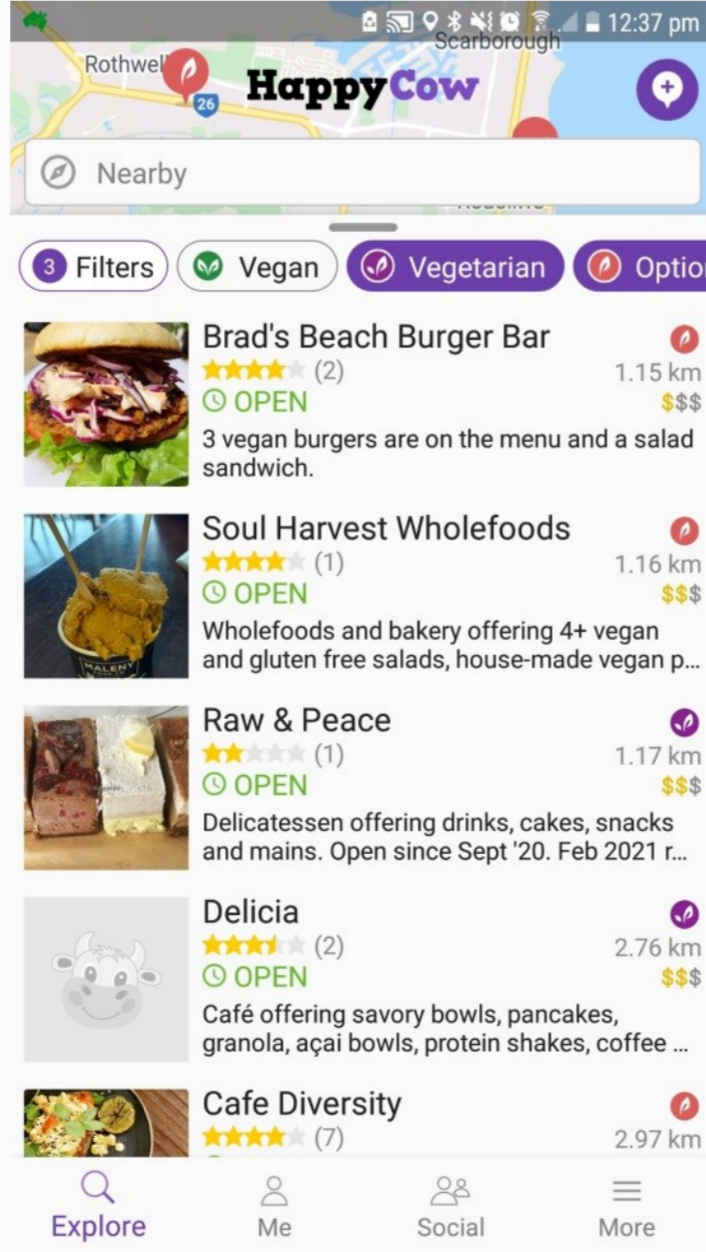 12:37 pm
Scarborough
Rothwel
26
HappyCow
Nearby
3 Filters
Vegan
Vegetarian
Optio
Brad's Beach Burger Bar
(2)
1.15 km
OPEN
$$$
3 vegan burgers are on the menu and a salad
sandwich.
MALENY
Soul Harvest Wholefoods
(1)
1.16 km
OPEN
$$$
Wholefoods and bakery offering 4+ vegan
and gluten free salads, house-made vegan p...
Raw & Peace
(1)
1.17 km
OPEN
$$$
Delicatessen offering drinks, cakes, snacks
and mains. Open since Sept '20. Feb 2021 r...
Delicia
(2)
2.76 km
OPEN
$$$
Café offering savory bowls, pancakes,
granola, açai bowls, protein shakes, coffee ...
Cafe Diversity
(7)
2.97 km
Explore
Me
Social
More